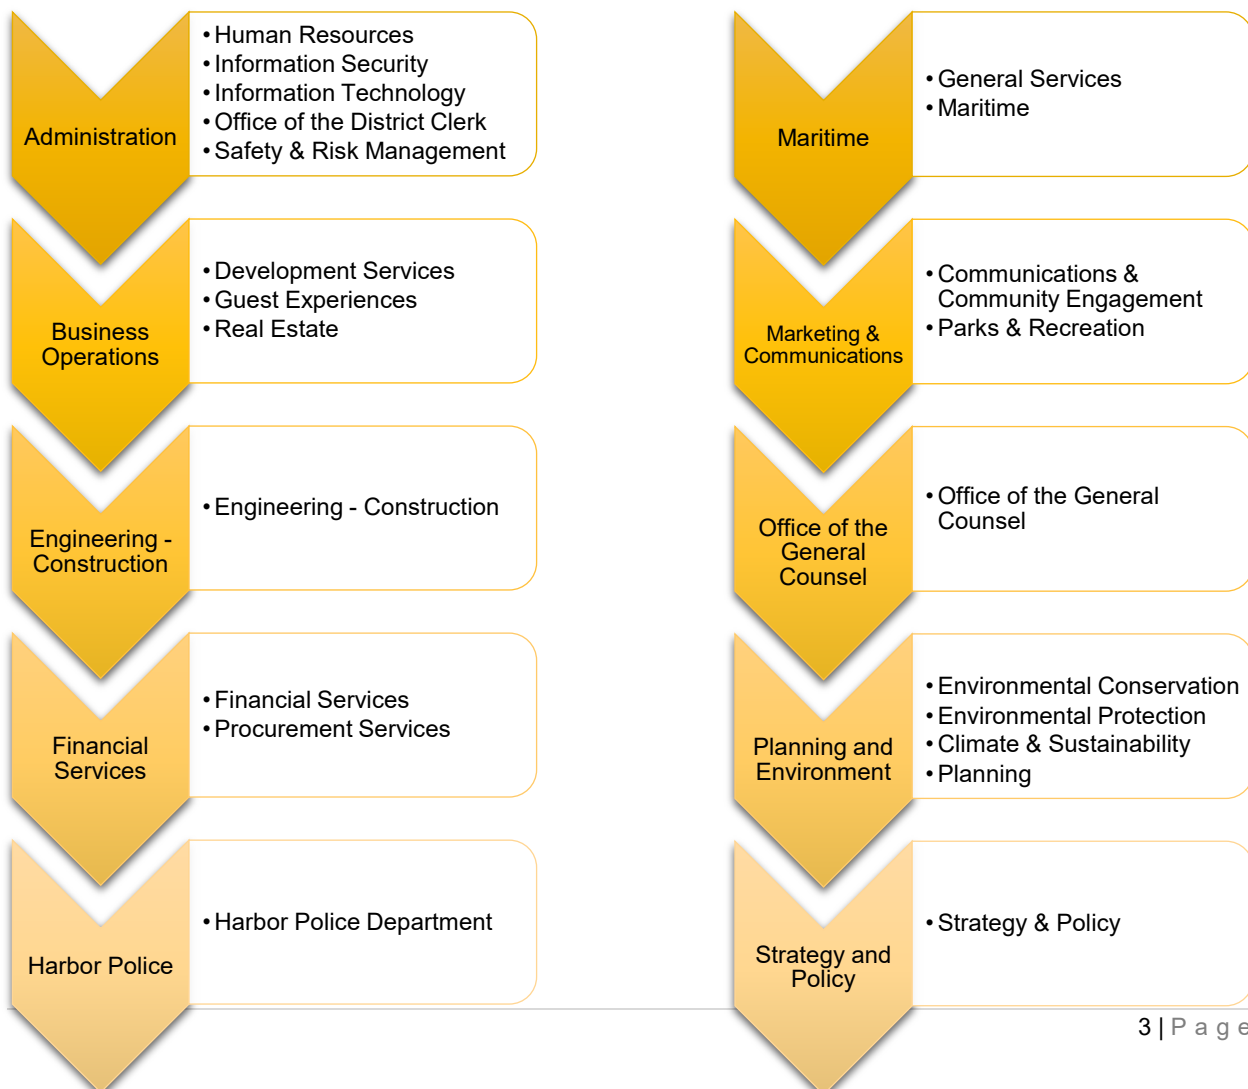 Administration
• Human Resources
• Information Security
• Information Technology
• Office of the District Clerk
• Safety & Risk Management
Business
Operations
• Development Services
• Guest Experiences
• Real Estate
Engineering -
Construction
• Engineering - Construction
Financial
Services
• Financial Services
• Procurement Services
Harbor Police
• Harbor Police Department
Maritime
• General Services
• Maritime
Marketing &
Communications
• Communications &
Community Engagement
• Parks & Recreation
Office of the
General
Counsel
• Office of the General
Counsel
Planning and
Environment
• Environmental Conservation
• Environmental Protection
• Climate & Sustainability
• Planning
Strategy and
Policy
• Strategy & Policy
3 | Page